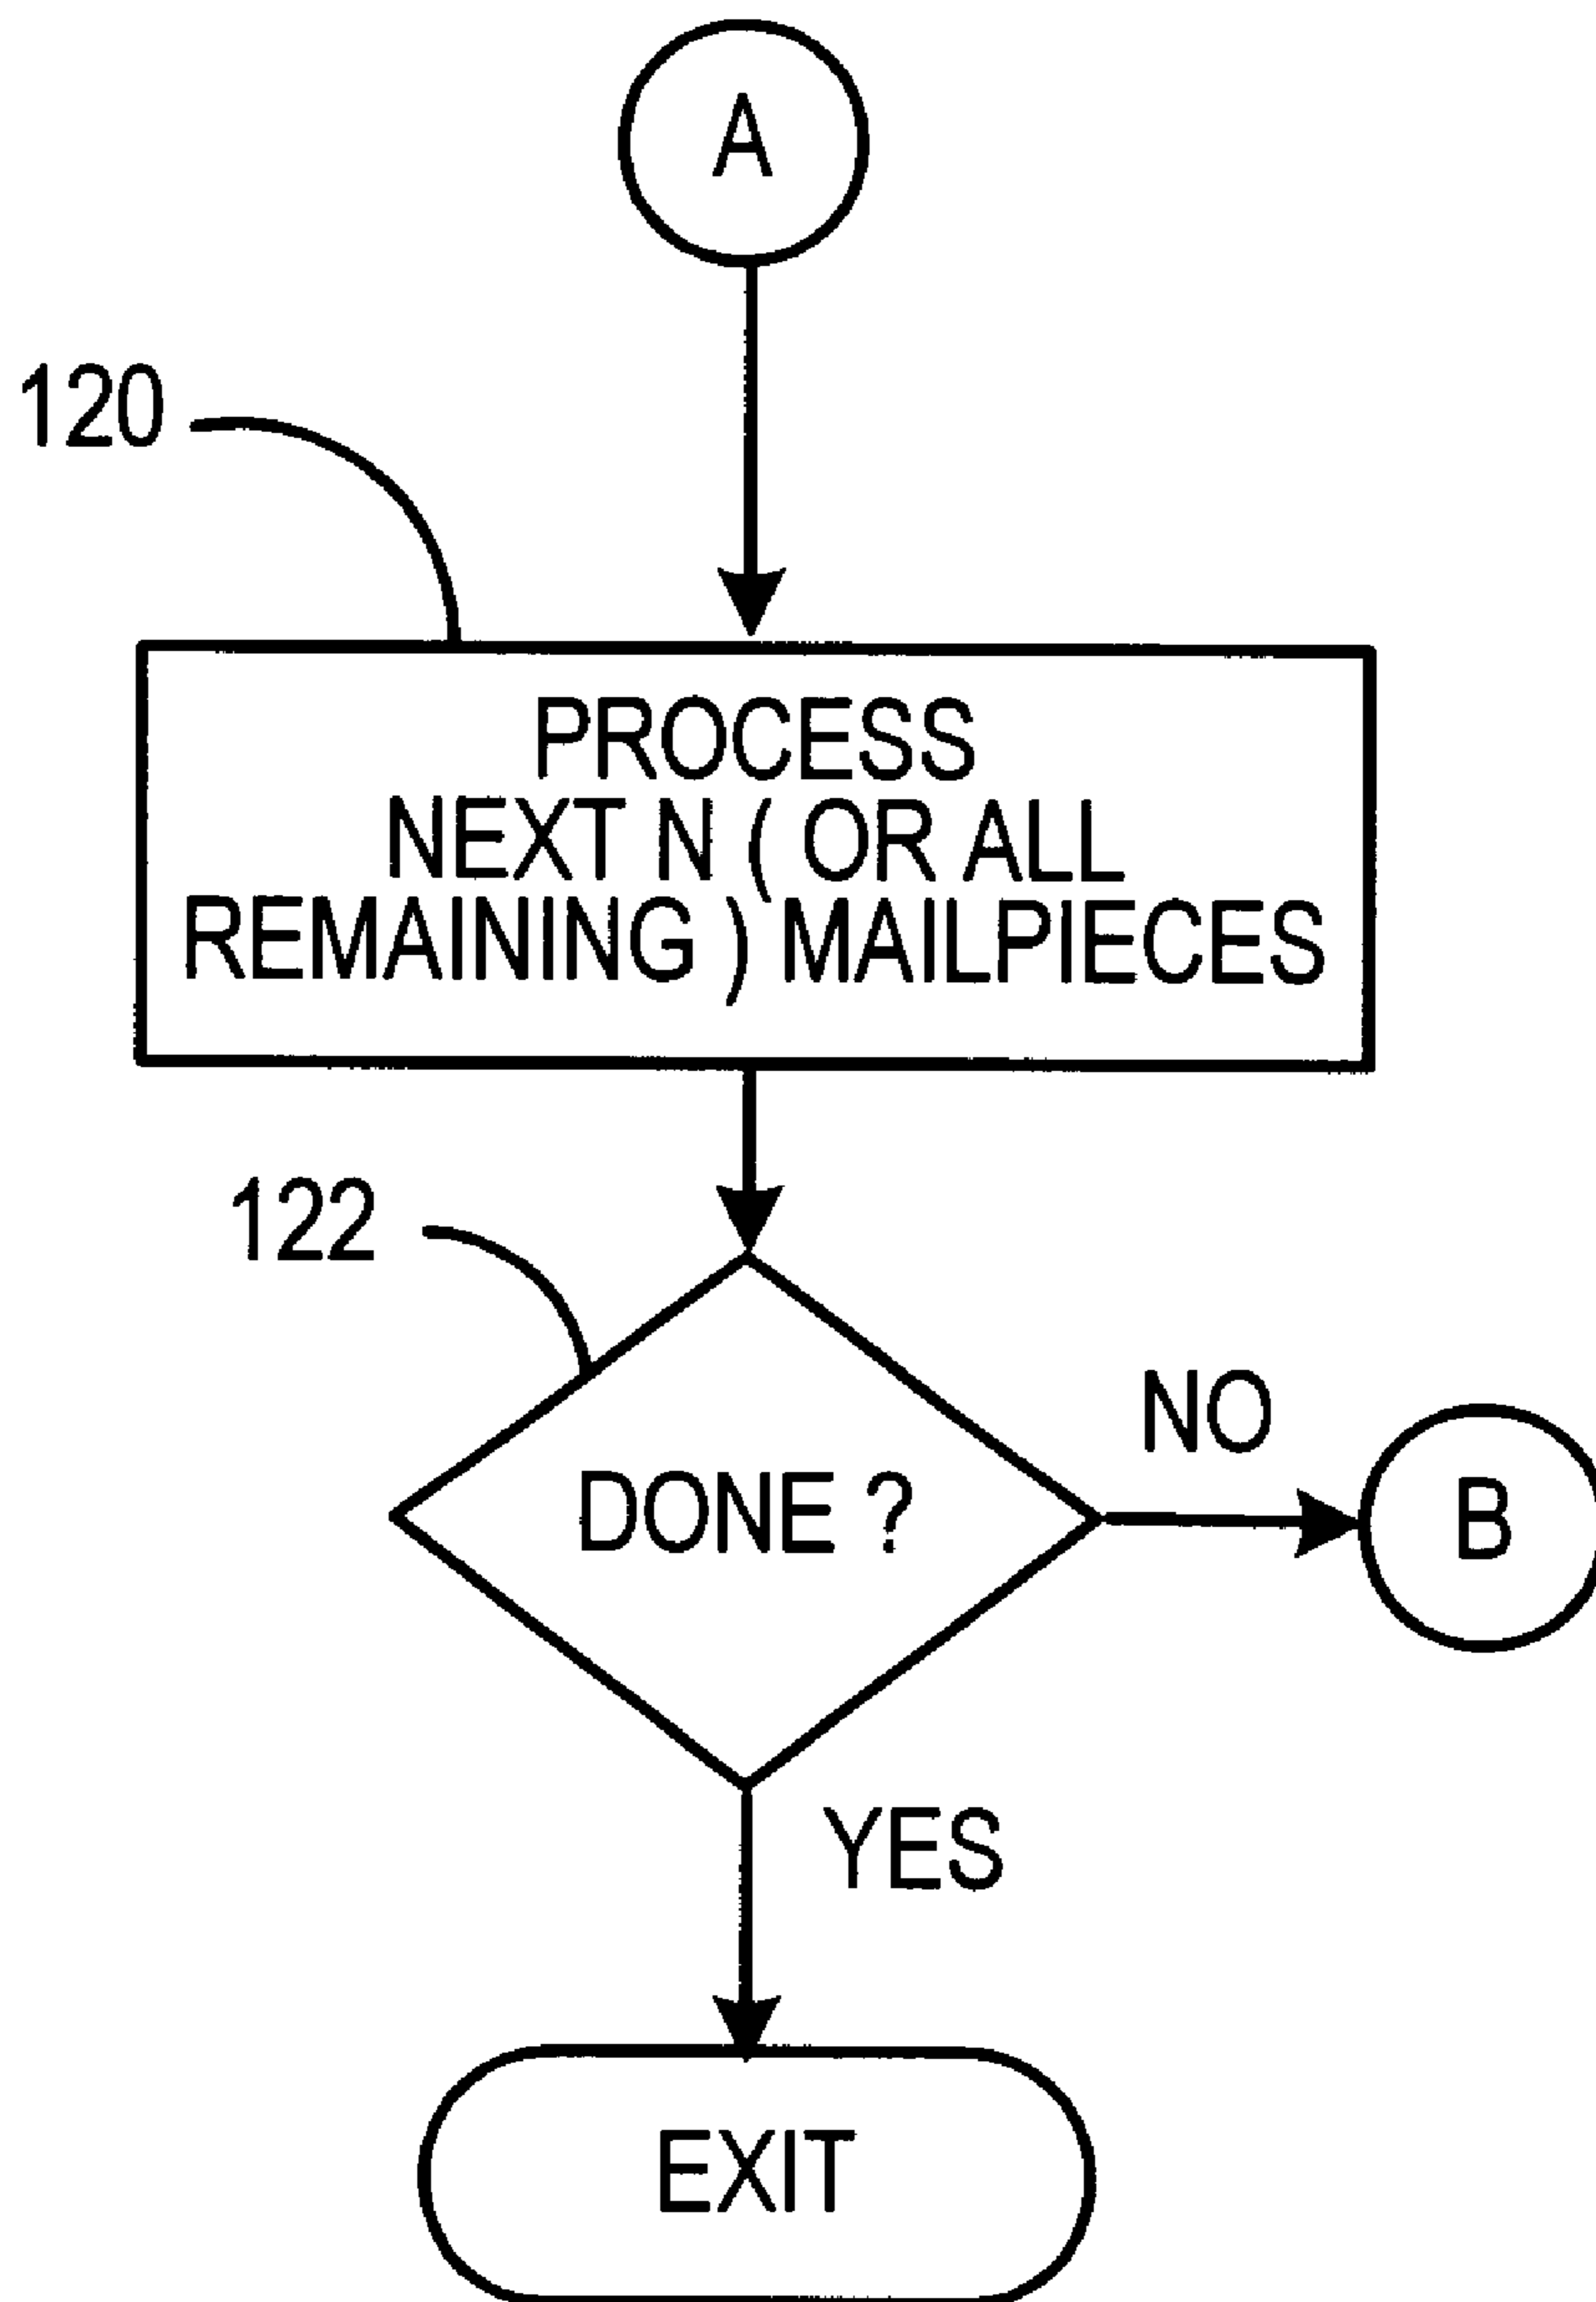 A
120
PROCESS
NEXT N ( OR ALL
REMAINING ) MAILPIECES
122
DONE ?
NO
B
YES
EXIT